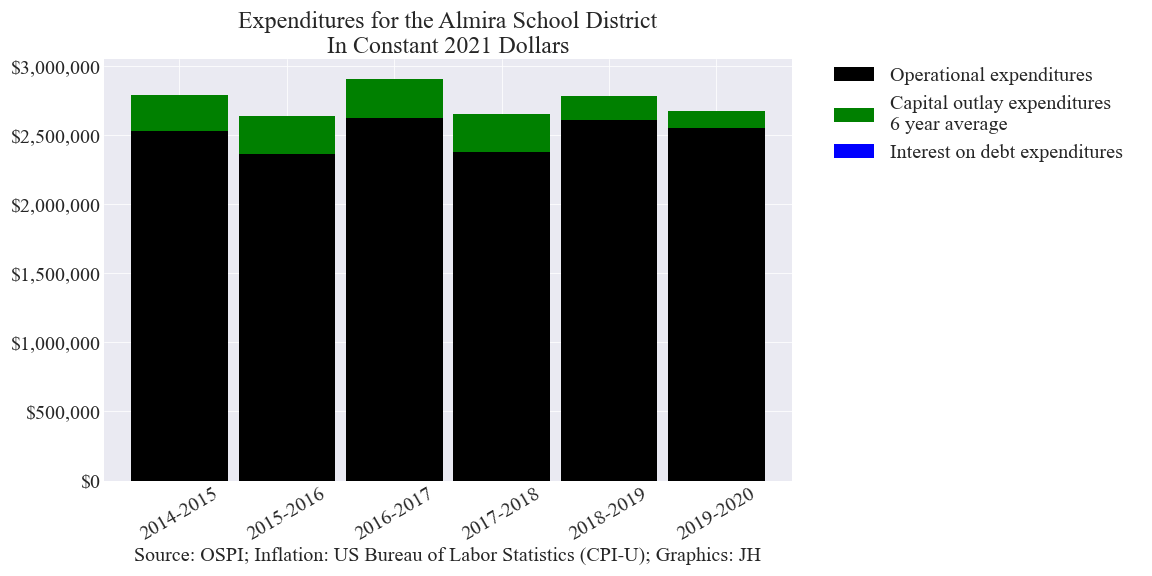 Expenditures for the Almira School District
In Constant 2021 Dollars
$3,000,000
$2,500,000
$2,000,000
$1,500,000
$1,000,000
$500,000
$0
2014-2015
2015-2016
2016-2017
2017-2018
2018-2019
2019-2020
Source: OSPI; Inflation: US Bureau of Labor Statistics (CPI-U); Graphics: JH
Operational expenditures
Capital outlay expenditures
6 year average
Interest on debt expenditures